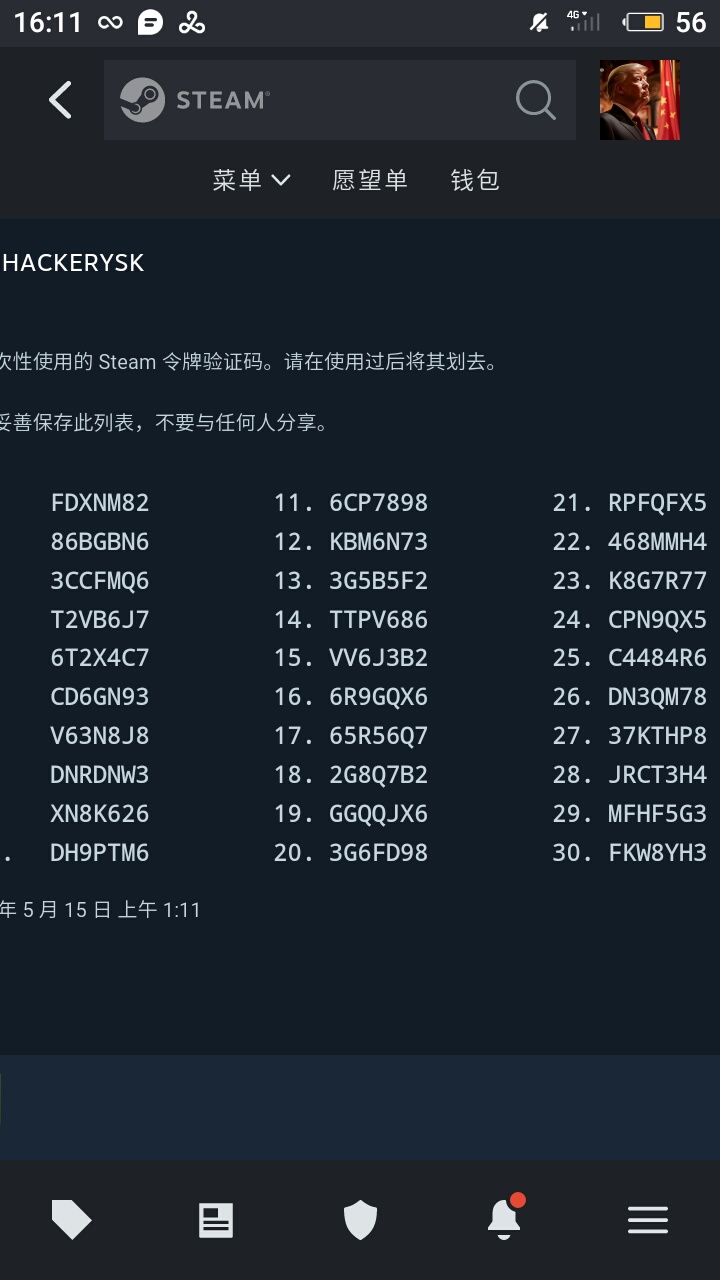 16:11 4G 56
STEAM
菜单 愿望单 钱包
HACKERYSK
次性使用的 Steam 令牌验证码。请在使用过后将其划去。
妥善保存此列表，不要与任何人分享。
FDXNM82 11. 6CP7898 21. RPFQFX5
86BGBN6 12. KBM6N73 22. 468MMH4
3CCFMQ6 13. 3G5B5F2 23. K8G7R77
T2VB6J7 14. TTPV686 24. CPN9QX5
6T2X4C7 15. VV6J3B2 25. C4484R6
CD6GN93 16. 6R9GQX6 26. DN3QM78
V63N8J8 17. 65R56Q7 27. 37KTHP8
DNRDNW3 18. 2G8Q7B2 28. JRCT3H4
XN8K626 19. GGQQJX6 29. MFHF5G3
. DH9PTM6 20. 3G6FD98 30. FKW8YH3
年 5 月 15 日 上午 1:11